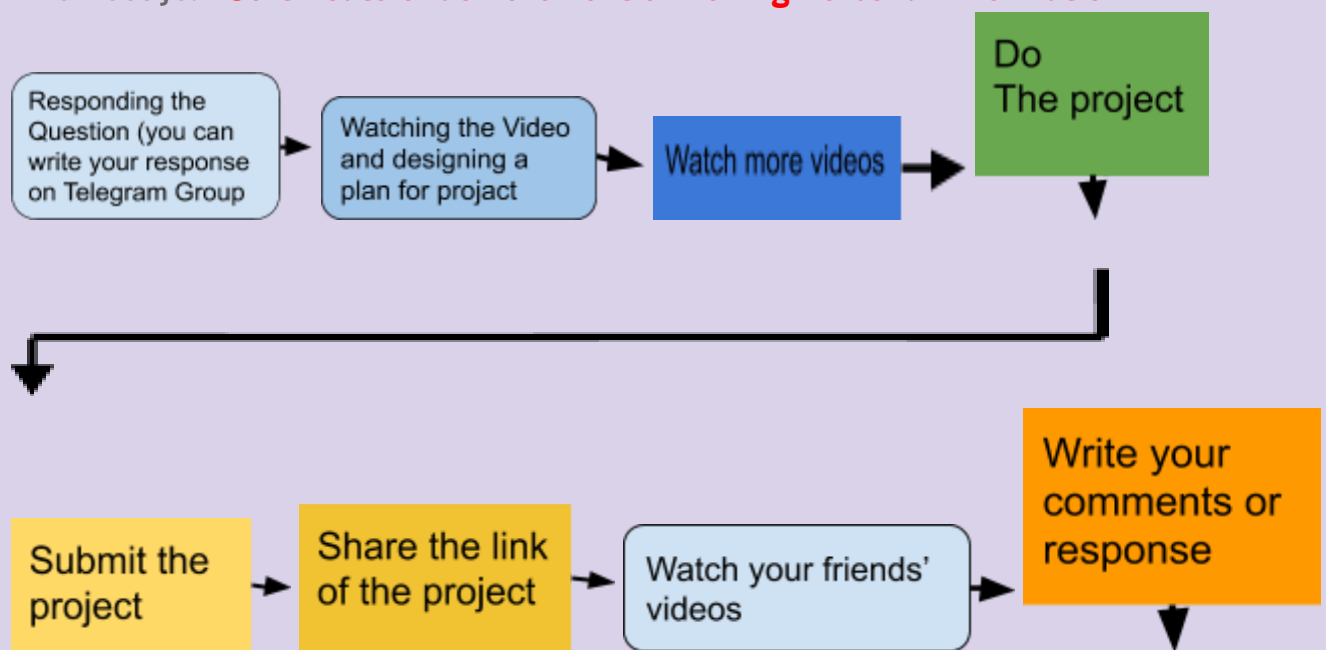 Responding the
Question (you can
write your response
on Telegram Group
Watching the Video
and designing a
plan for projact
Watch more videos
Do
The project
Submit the
project
Share the link
of the project
Watch your friends’
videos
Write your
comments or
response